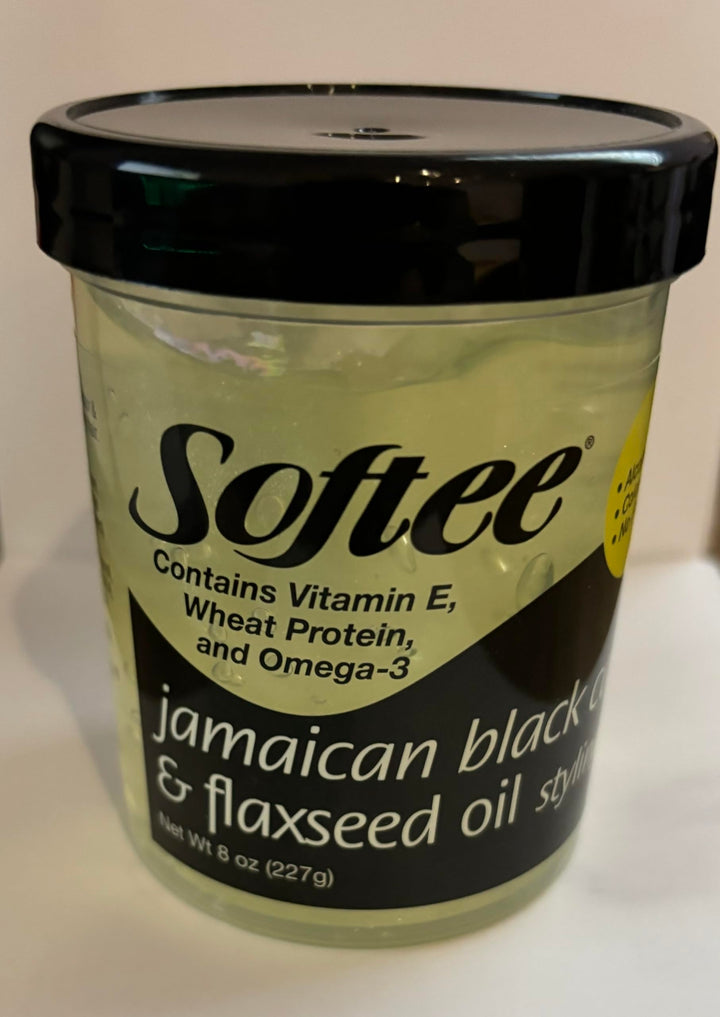 Softee®
Contains Vitamin E,
Wheat Protein,
and Omega-3
jamaican black
& flaxseed oil
Net Wt 8 oz (227g)